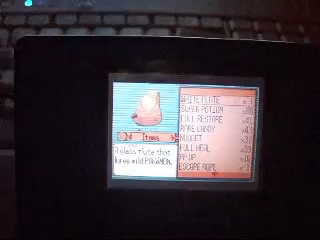 WHITE FLUTE
SUPER POTION
FULL RESTORE
RARE CANDY x43
NUGGET
FULL HEAL
PP UP
ESCAPE ROPE
Items
A glass flute that
lures wild POKéMON.